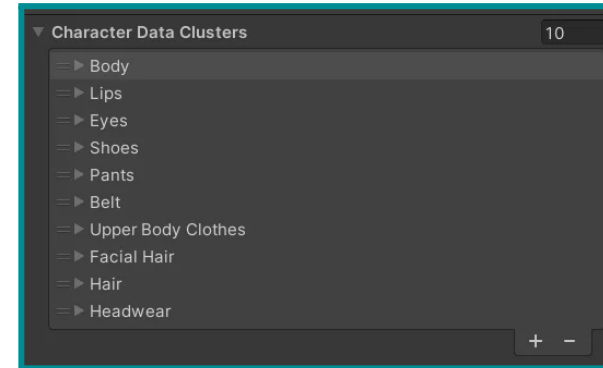 Character Data Clusters 10
Body
Lips
Eyes
Shoes
Pants
Belt
Upper Body Clothes
Facial Hair
Hair
Headwear
+ −